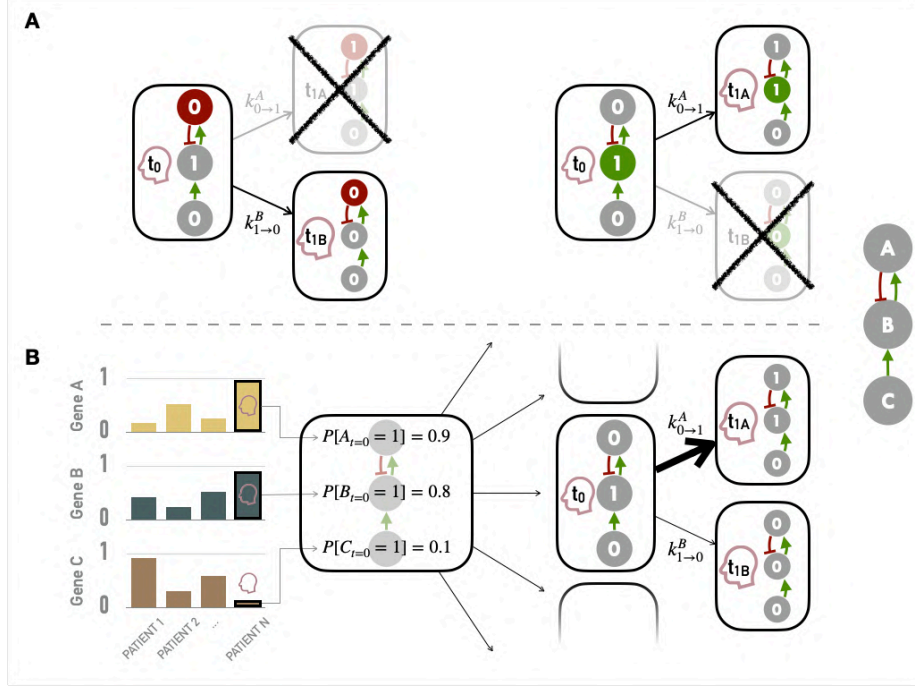 A
0
1
0
t0
k^A_{0→1}
k^B_{1→0}
1
t1A
1
0
0
t1B
0
0
0
1
0
t0
k^A_{0→1}
k^B_{1→0}
1
t1A
1
0
0
t1B
0
0
A
B
C
B
Gene A
1
0
Gene B
1
0
Gene C
1
0
PATIENT 1
PATIENT 2
...
PATIENT N
P[A_{t=0} = 1] = 0.9
P[B_{t=0} = 1] = 0.8
P[C_{t=0} = 1] = 0.1
0
t0
1
0
k^A_{0→1}
k^B_{1→0}
1
t1A
1
0
0
t1B
0
0